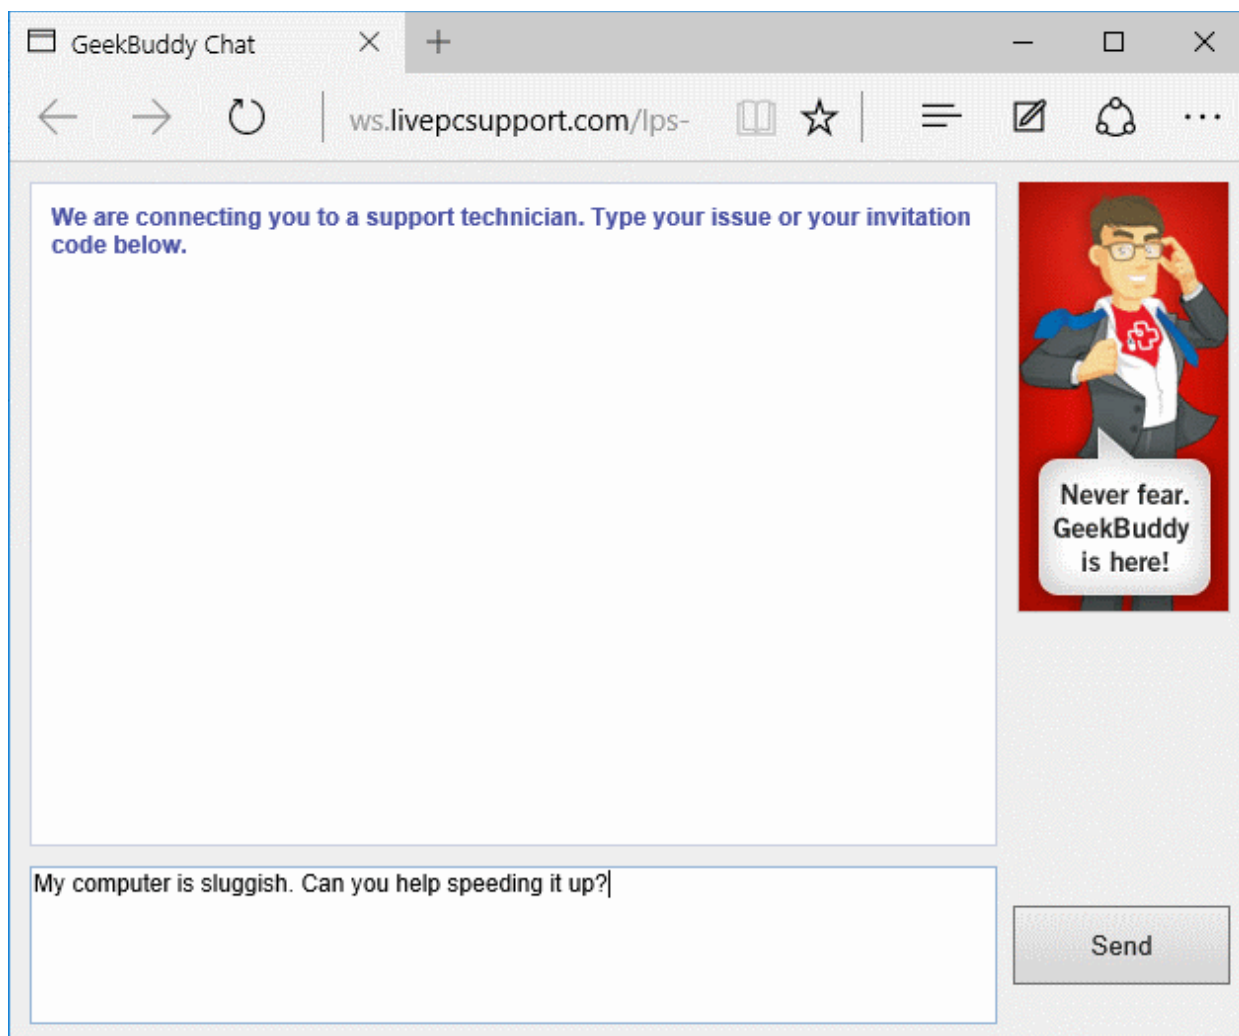 GeekBuddy Chat
ws.livepcsupport.com/lps-
We are connecting you to a support technician. Type your issue or your invitation
code below.
Never fear.
GeekBuddy
is here!
My computer is sluggish. Can you help speeding it up?
Send